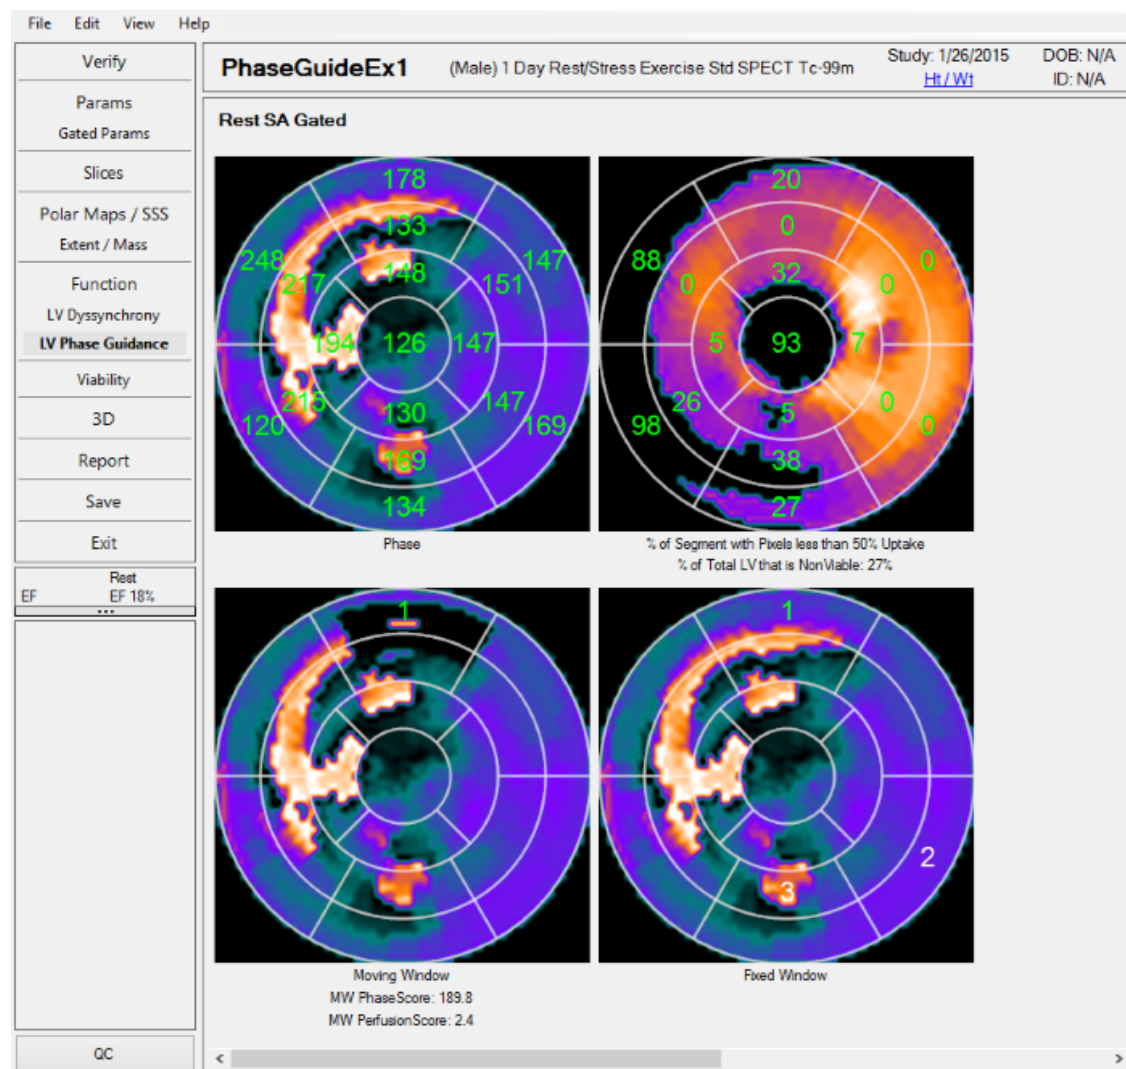 File Edit View Help
Verify
Params
Gated Params
Slices
Polar Maps / SSS
Extent / Mass
Function
LV Dyssynchrony
LV Phase Guidance
Viability
3D
Report
Save
Exit
Rest
EF EF 18%
...
QC
PhaseGuideEx1 (Male) 1 Day Rest/Stress Exercise Std SPECT Tc-99m Study: 1/26/2015 DOB: N/A
Ht / Wt ID: N/A
Rest SA Gated
178
133
248 147
148
217 151
194 126 147
215 147
130
120 169
169
134
Phase
20
0
88 0
32
0 0
5 93 7
26 0
5
98 0
38
27
% of Segment with Pixels less than 50% Uptake
% of Total LV that is NonViable: 27%
1
Moving Window
MW PhaseScore: 189.8
MW PerfusionScore: 2.4
1
2
3
Fixed Window